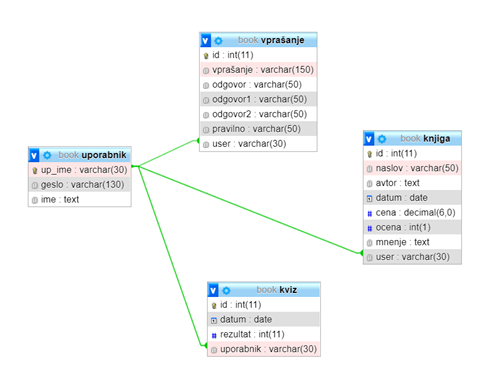 book vprašanje
id : int(11)
vprašanje : varchar(150)
odgovor : varchar(50)
odgovor1 : varchar(50)
odgovor2 : varchar(50)
pravilno : varchar(50)
user : varchar(30)
book uporabnik
up_ime : varchar(30)
geslo : varchar(130)
ime : text
book knjiga
id : int(11)
naslov : varchar(50)
avtor : text
datum : date
cena : decimal(6,0)
ocena : int(1)
mnenje : text
user : varchar(30)
book kviz
id : int(11)
datum : date
rezultat : int(11)
uporabnik : varchar(30)